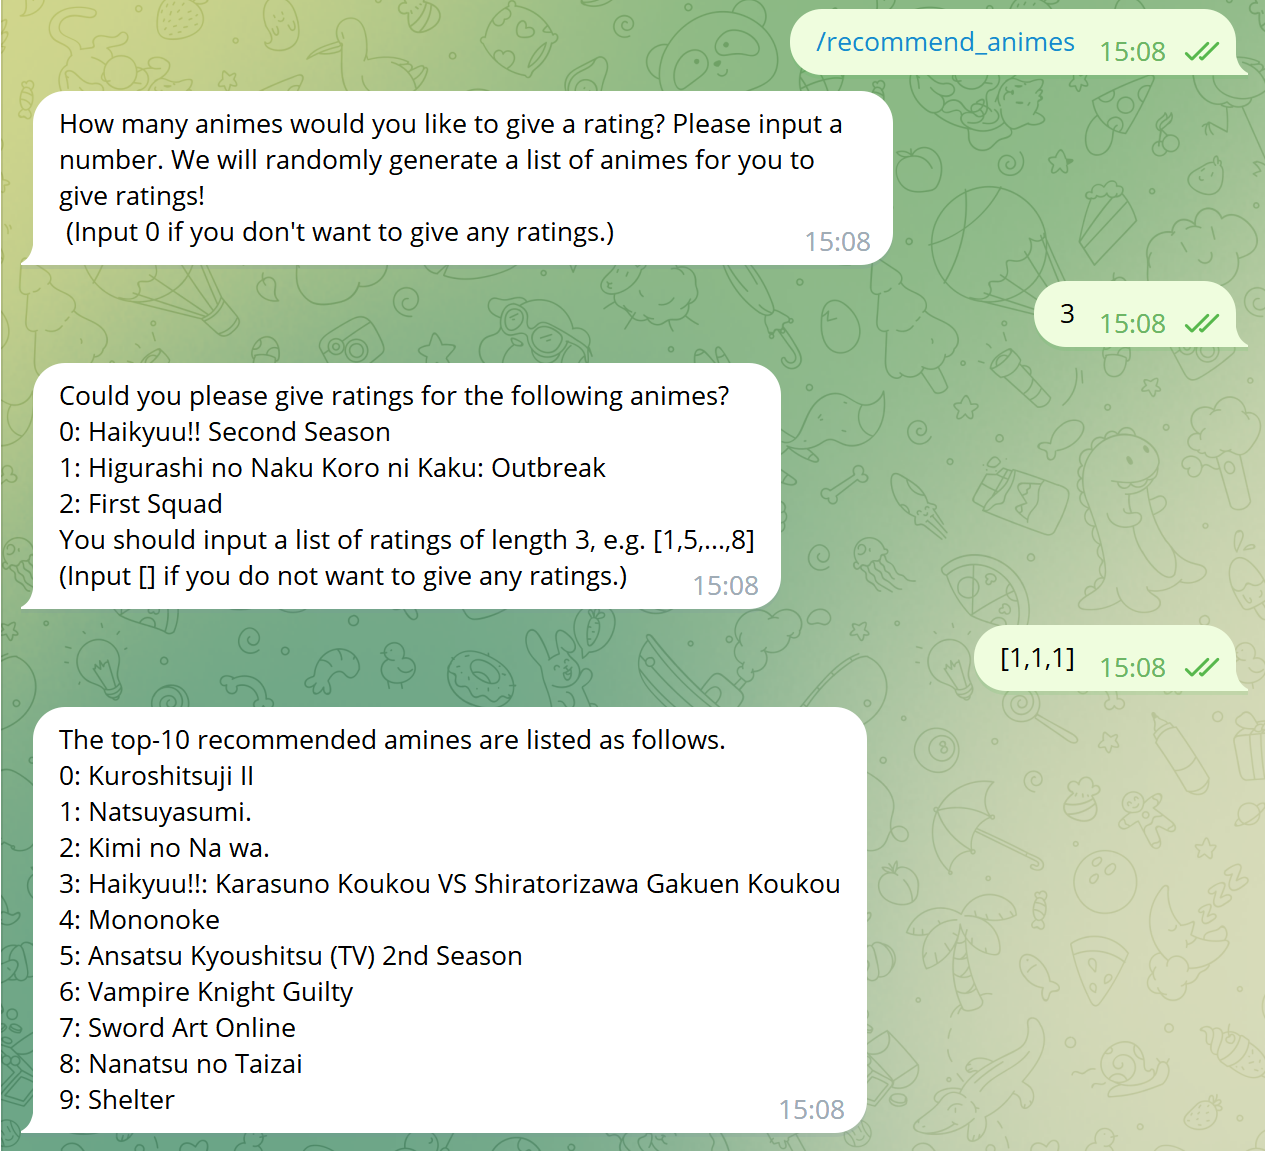 /recommend_animes 15:08
How many animes would you like to give a rating? Please input a
number. We will randomly generate a list of animes for you to
give ratings!
(Input 0 if you don't want to give any ratings.)
15:08
3 15:08
Could you please give ratings for the following animes?
0: Haikyuu!! Second Season
1: Higurashi no Naku Koro ni Kaku: Outbreak
2: First Squad
You should input a list of ratings of length 3, e.g. [1,5,...,8]
(Input [] if you do not want to give any ratings.)
15:08
[1,1,1] 15:08
The top-10 recommended amines are listed as follows.
0: Kuroshitsuji II
1: Natsuyasumi.
2: Kimi no Na wa.
3: Haikyuu!!: Karasuno Koukou VS Shiratorizawa Gakuen Koukou
4: Mononoke
5: Ansatsu Kyoushitsu (TV) 2nd Season
6: Vampire Knight Guilty
7: Sword Art Online
8: Nanatsu no Taizai
9: Shelter
15:08